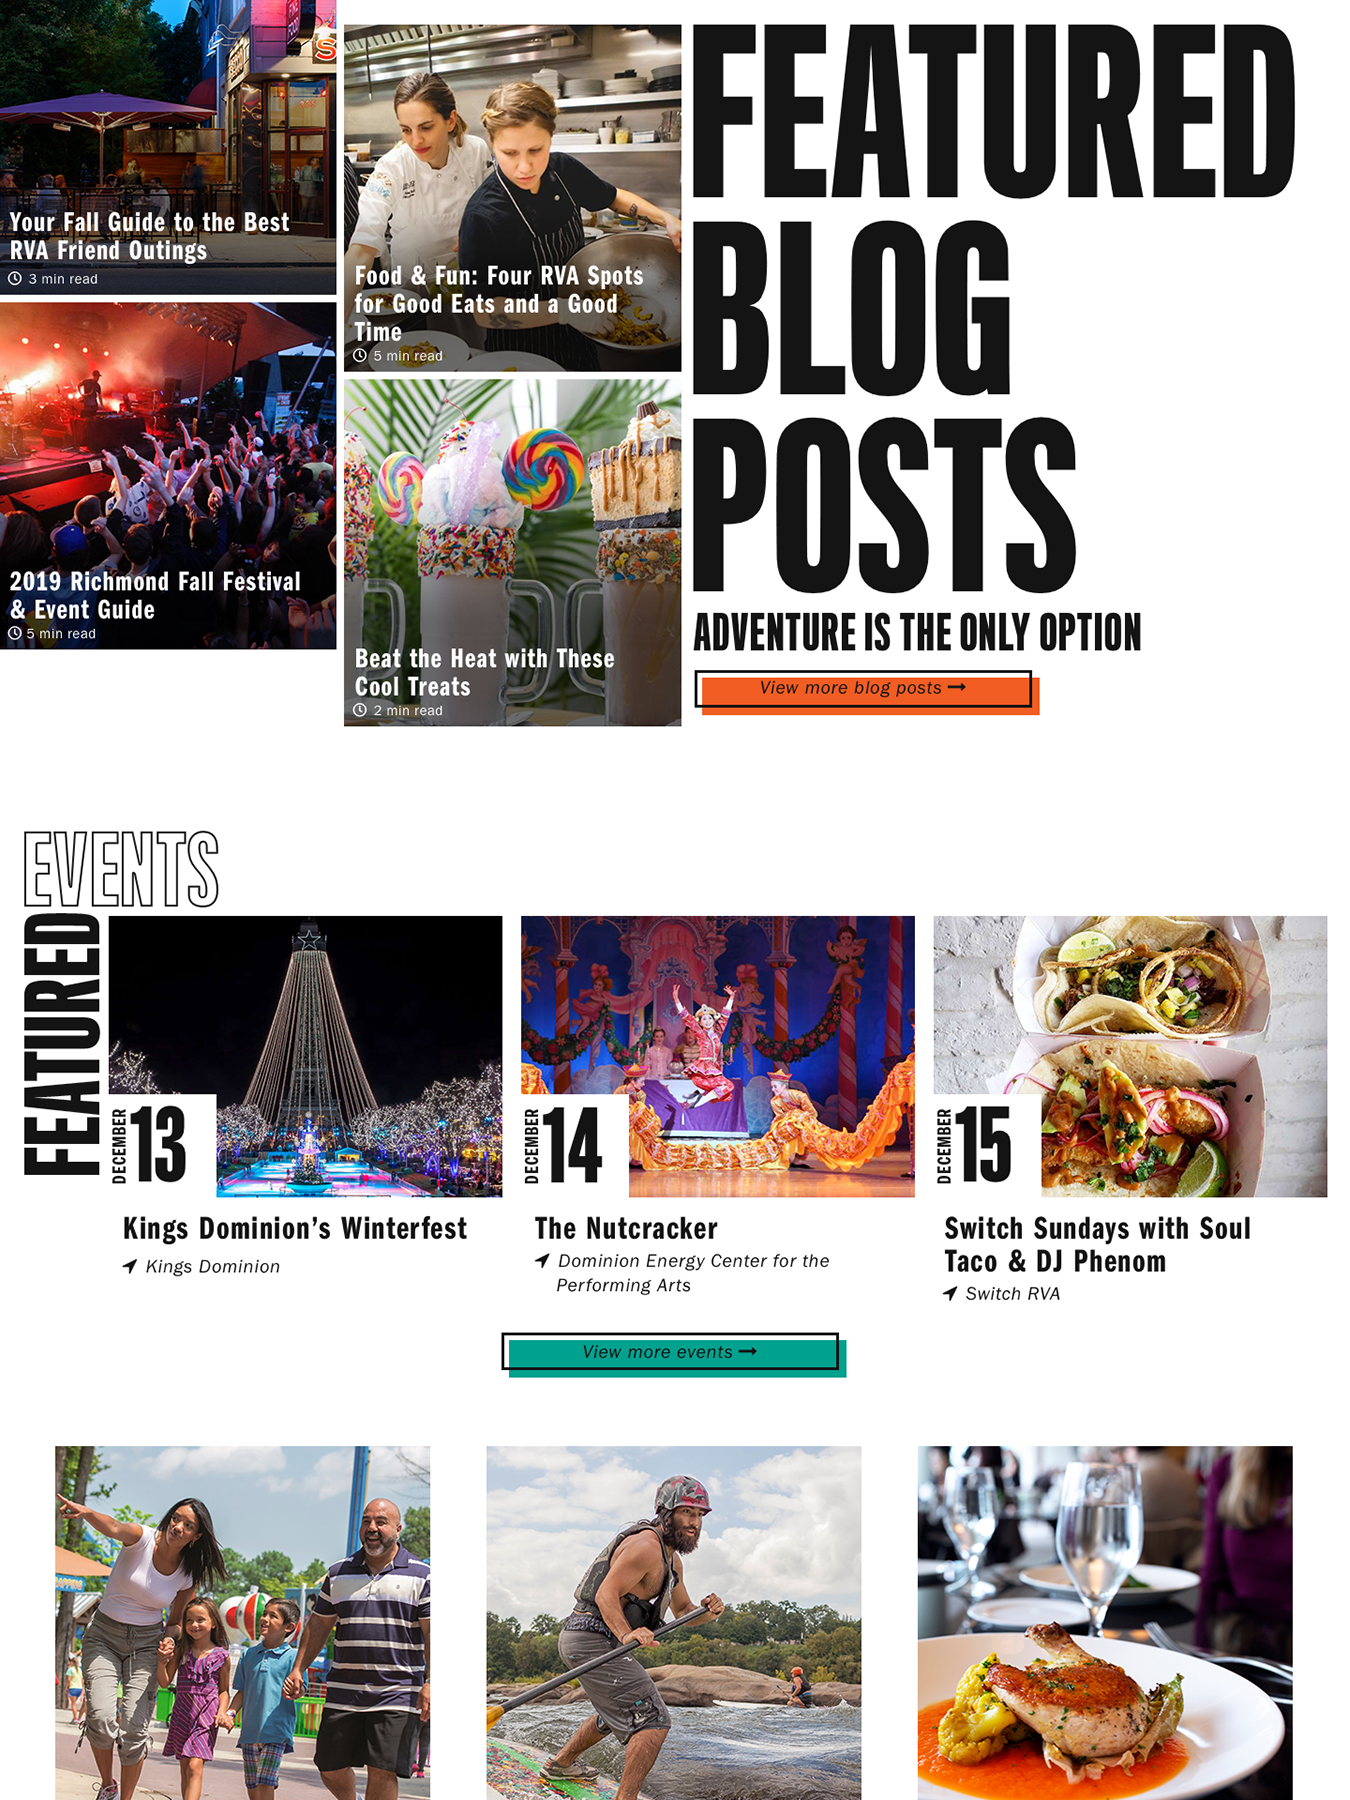 Your Fall Guide to the Best
RVA Friend Outings
3 min read
2019 Richmond Fall Festival
& Event Guide
5 min read
Food & Fun: Four RVA Spots
for Good Eats and a Good
Time
5 min read
Beat the Heat with These
Cool Treats
2 min read
FEATURED
BLOG
POSTS
ADVENTURE IS THE ONLY OPTION
View more blog posts
EVENTS
FEATURED
DECEMBER
13
Kings Dominion’s Winterfest
Kings Dominion
DECEMBER
14
The Nutcracker
Dominion Energy Center for the
Performing Arts
DECEMBER
15
Switch Sundays with Soul
Taco & DJ Phenom
Switch RVA
View more events